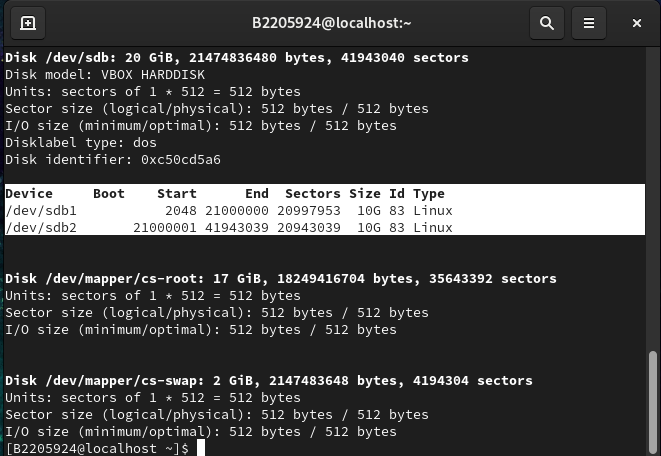 B2205924@localhost:~
Disk /dev/sdb: 20 GiB, 21474836480 bytes, 41943040 sectors
Disk model: VBOX HARDDISK
Units: sectors of 1 * 512 = 512 bytes
Sector size (logical/physical): 512 bytes / 512 bytes
I/O size (minimum/optimal): 512 bytes / 512 bytes
Disklabel type: dos
Disk identifier: 0xc50cd5a6
Device     Boot    Start      End  Sectors Size Id Type
/dev/sdb1           2048 21000000 20997953  10G 83 Linux
/dev/sdb2       21000001 41943039 20943039  10G 83 Linux
Disk /dev/mapper/cs-root: 17 GiB, 18249416704 bytes, 35643392 sectors
Units: sectors of 1 * 512 = 512 bytes
Sector size (logical/physical): 512 bytes / 512 bytes
I/O size (minimum/optimal): 512 bytes / 512 bytes
Disk /dev/mapper/cs-swap: 2 GiB, 2147483648 bytes, 4194304 sectors
Units: sectors of 1 * 512 = 512 bytes
Sector size (logical/physical): 512 bytes / 512 bytes
I/O size (minimum/optimal): 512 bytes / 512 bytes
[B2205924@localhost ~]$